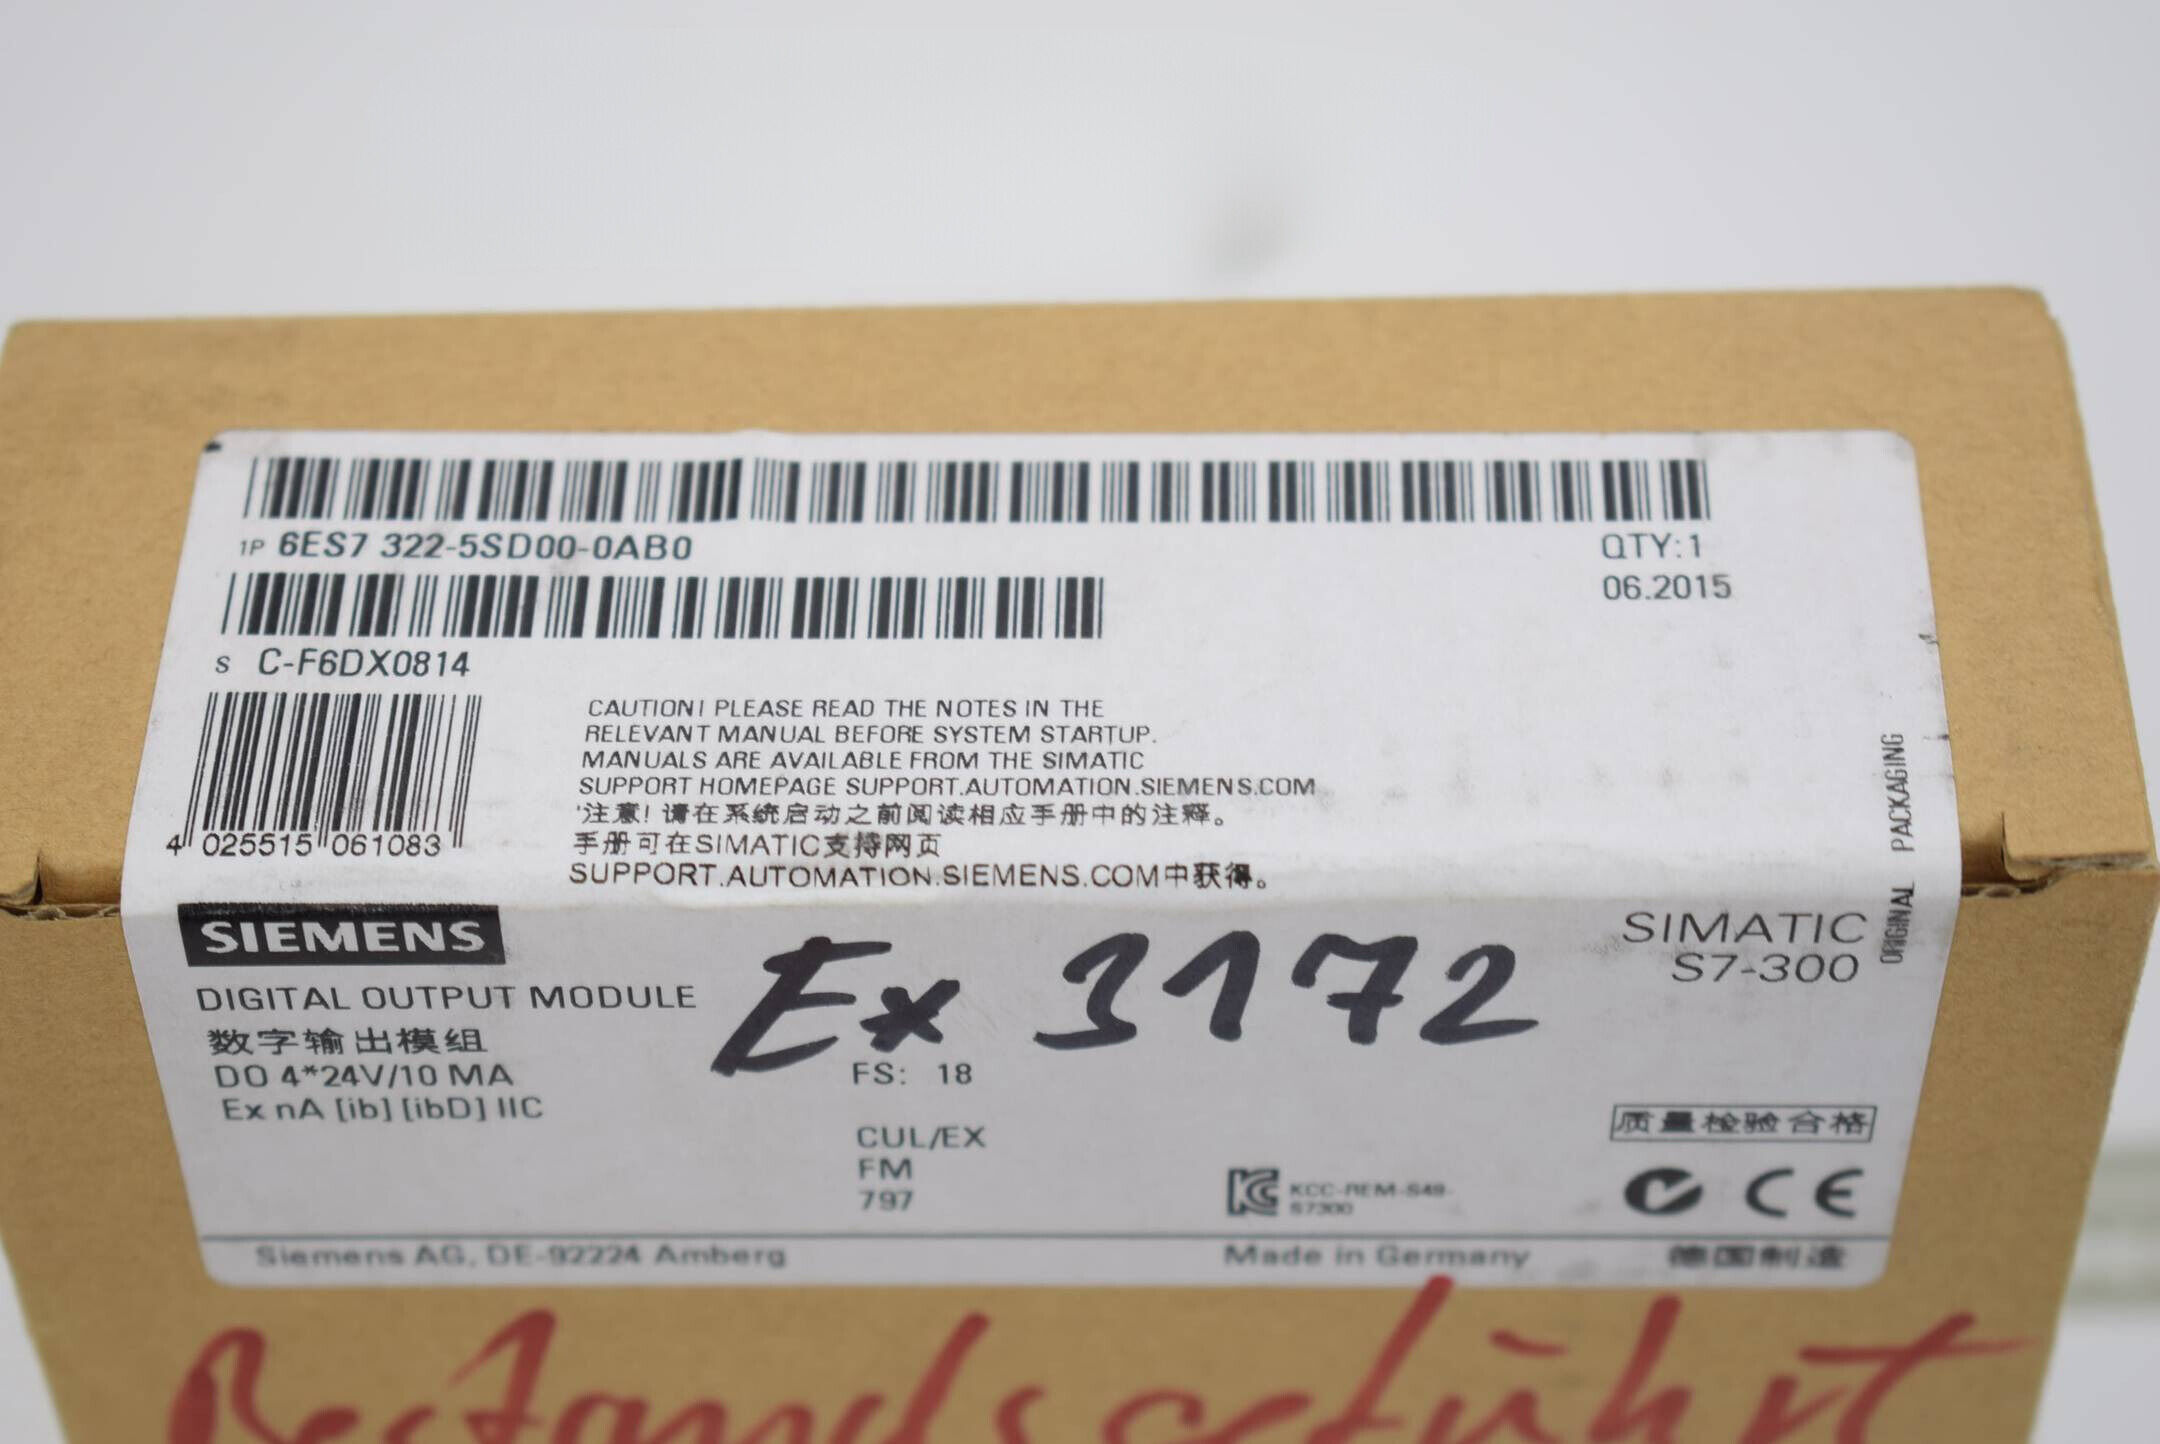 1P 6ES7 322-5SD00-0AB0
QTY:1
06.2015
S C-F6DX0814
4 025515 061083
CAUTION! PLEASE READ THE NOTES IN THE
RELEVANT MANUAL BEFORE SYSTEM STARTUP.
MANUALS ARE AVAILABLE FROM THE SIMATIC
SUPPORT HOMEPAGE SUPPORT.AUTOMATION.SIEMENS.COM
'注意! 请在系统启动之前阅读相应手册中的注释。
手册可在SIMATIC支持网页
SUPPORT.AUTOMATION.SIEMENS.COM中获得。
ORIGINAL PACKAGING
SIEMENS
Ex 3172
SIMATIC
S7-300
DIGITAL OUTPUT MODULE
数字输出模组
DO 4*24V/10 MA
Ex nA [ib] [ibD] IIC
FS: 18
CUL/EX
FM
797
质量检验合格
KCC-REM-S49-
S7300
CE
Siemens AG, DE-92224 Amberg
Made in Germany
德国制造
Bestandsgeführt